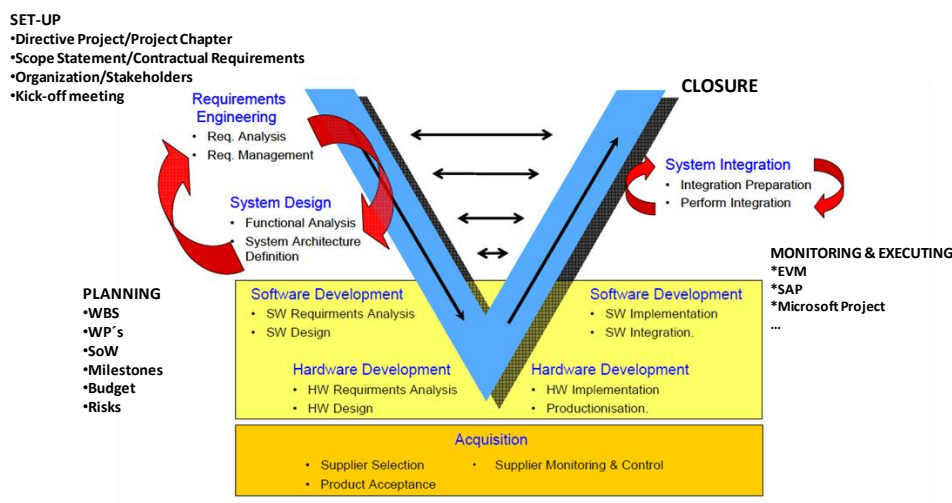 SET-UP
•Directive Project/Project Chapter
•Scope Statement/Contractual Requirements
•Organization/Stakeholders
•Kick-off meeting
CLOSURE
Requirements
Engineering
• Req. Analysis
• Req. Management
System Design
• Functional Analysis
• System Architecture
Definition
System Integration
• Integration Preparation
• Perform Integration
MONITORING & EXECUTING
*EVM
*SAP
*Microsoft Project
...
PLANNING
•WBS
•WP´s
•SoW
•Milestones
•Budget
•Risks
Software Development
• SW Requirments Analysis
• SW Design
Software Development
• SW Implementation
• SW Integration.
Hardware Development
• HW Requirments Analysis
• HW Design
Hardware Development
• HW Implementation
• Productionisation.
Acquisition
• Supplier Selection
• Product Acceptance
• Supplier Monitoring & Control